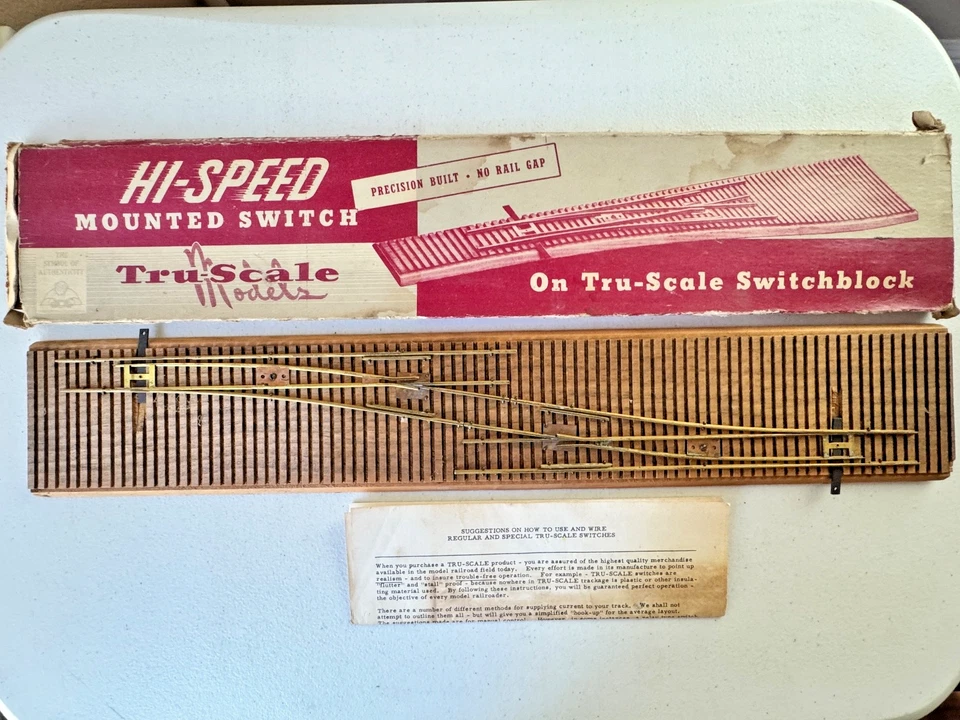 HI-SPEED
MOUNTED SWITCH
PRECISION BUILT • NO RAIL GAP
Tru-Scale
Models
On Tru-Scale Switchblock
SUGGESTIONS ON HOW TO USE AND WIRE
REGULAR AND SPECIAL TRU-SCALE SWITCHES
When you purchase a TRU-SCALE product - you are assured of the highest quality merchandise
available in the model railroad field today. Every effort is made in its manufacture to point up
realism - and to insure trouble-free operation. For example - TRU-SCALE switches are
"flutter" and "stall" proof - because nowhere in TRU-SCALE trackage is plastic or other insula-
ting material used. By following these instructions, you will be guaranteed perfect operation -
the objective of every model railroader.
There are a number of different methods for supplying current to your track. We shall not
attempt to outline them all - but will give you a simplified "hook-up" for the average layout.
The suggestions made are for manual control.